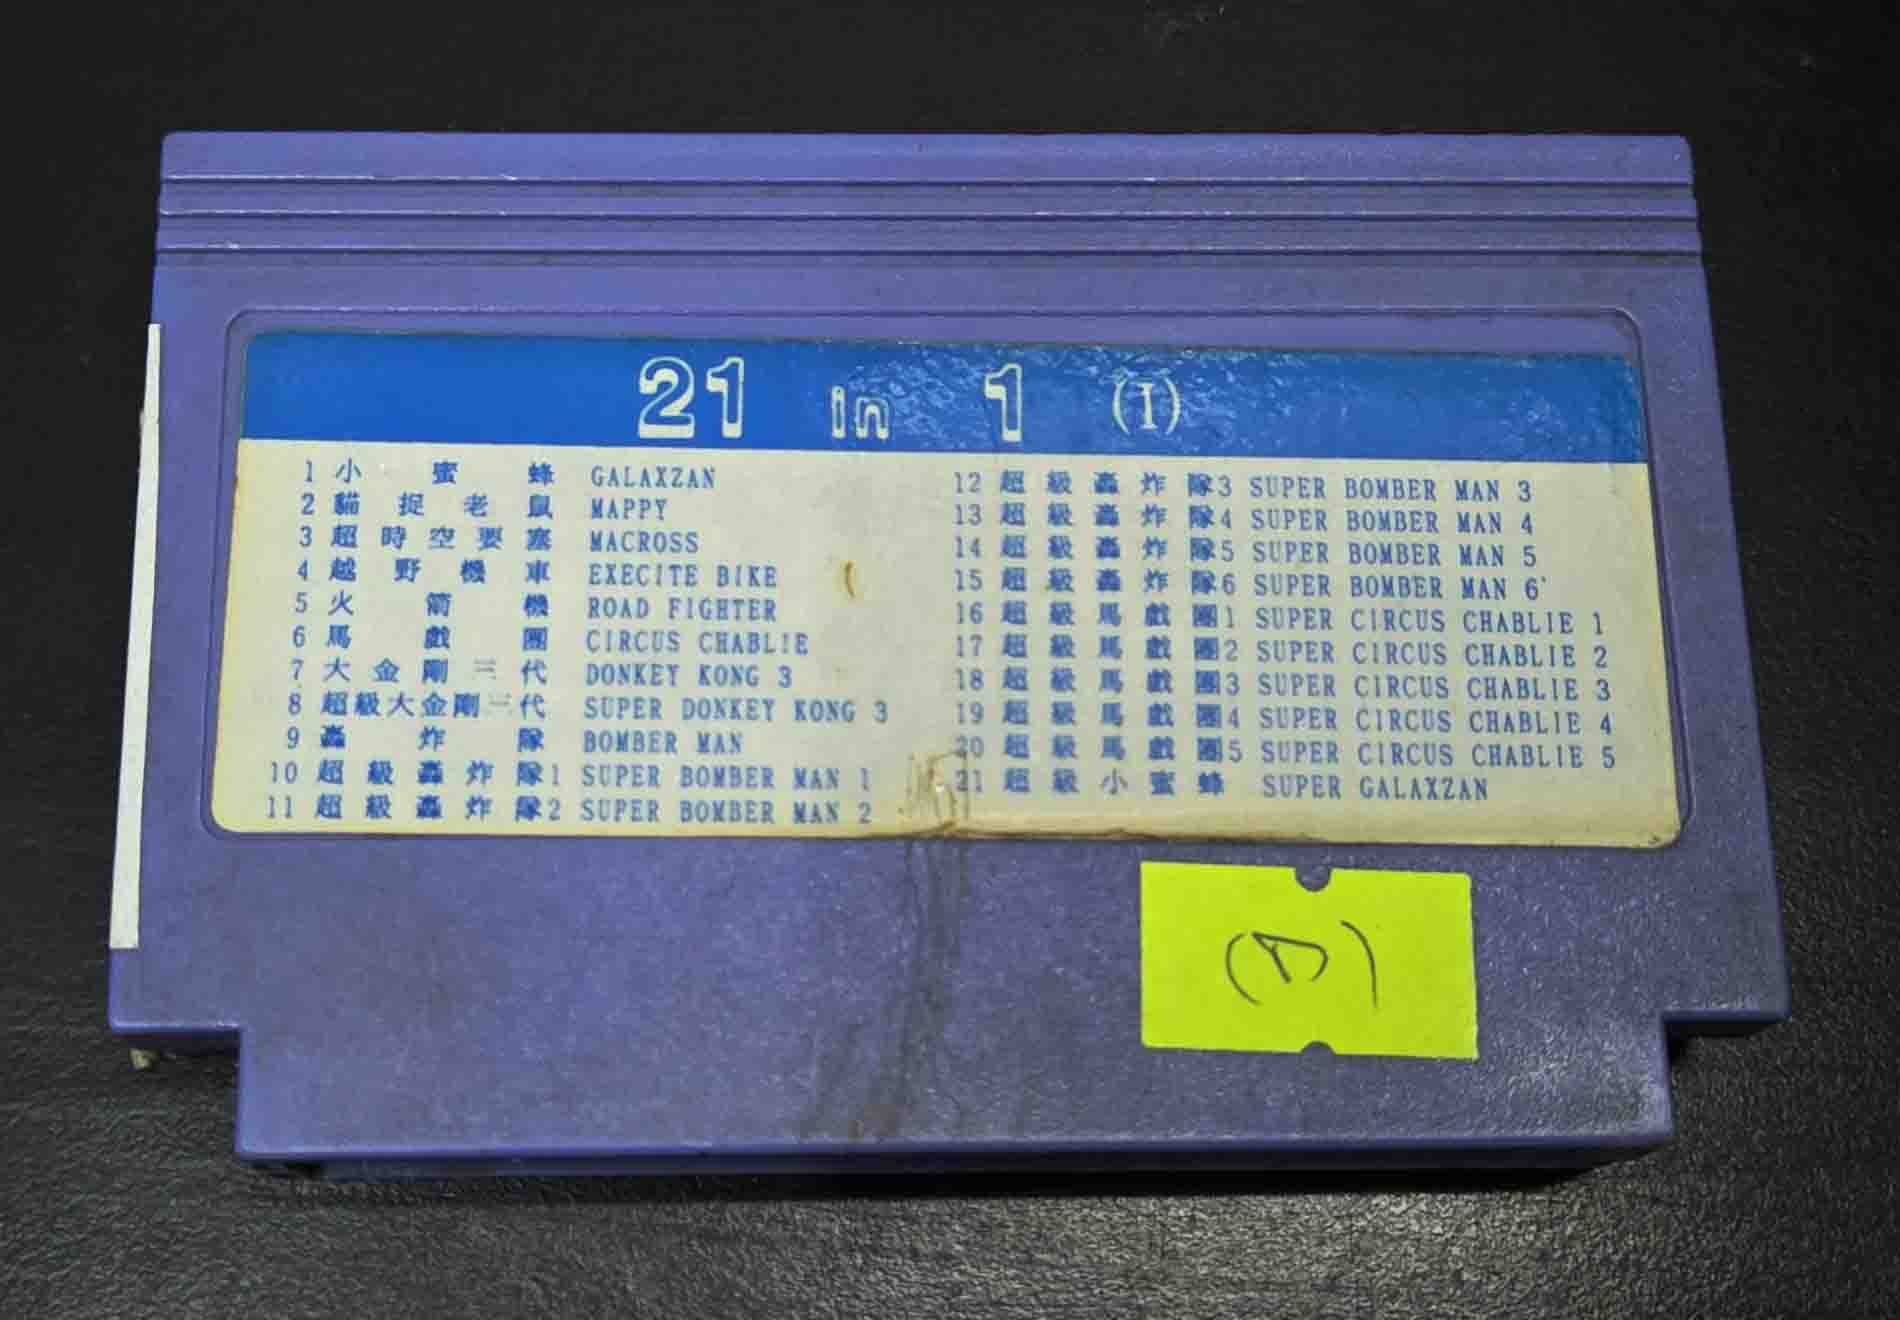 21 in 1 (I)
1 小蜜蜂 GALAXZAN
2 貓捉老鼠 MAPPY
3 超時空要塞 MACROSS
4 越野機車 EXECITE BIKE
5 火箭機 ROAD FIGHTER
6 馬戲團 CIRCUS CHABLIE
7 大金剛三代 DONKEY KONG 3
8 超級大金剛三代 SUPER DONKEY KONG 3
9 轟炸隊 BOMBER MAN
10 超級轟炸隊1 SUPER BOMBER MAN 1
11 超級轟炸隊2 SUPER BOMBER MAN 2
12 超級轟炸隊3 SUPER BOMBER MAN 3
13 超級轟炸隊4 SUPER BOMBER MAN 4
14 超級轟炸隊5 SUPER BOMBER MAN 5
15 超級轟炸隊6 SUPER BOMBER MAN 6
16 超級馬戲團1 SUPER CIRCUS CHABLIE 1
17 超級馬戲團2 SUPER CIRCUS CHABLIE 2
18 超級馬戲團3 SUPER CIRCUS CHABLIE 3
19 超級馬戲團4 SUPER CIRCUS CHABLIE 4
20 超級馬戲團5 SUPER CIRCUS CHABLIE 5
21 超級小蜜蜂 SUPER GALAXZAN